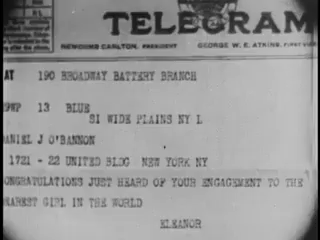 TELEGRAM
NEWCOMB CARLTON, PRESIDENT GEORGE W. E. ATKINS, FIRST VICE
AT 190 BROADWAY BATTERY BRANCH
13 BLUE
SI WIDE PLAINS NY L
ANIEL J O'BANNON
1721 - 22 UNITED BLDG NEW YORK NY
ONGRATULATIONS JUST HEARD OF YOUR ENGAGEMENT TO THE
EAREST GIRL IN THE WORLD
ELEANOR